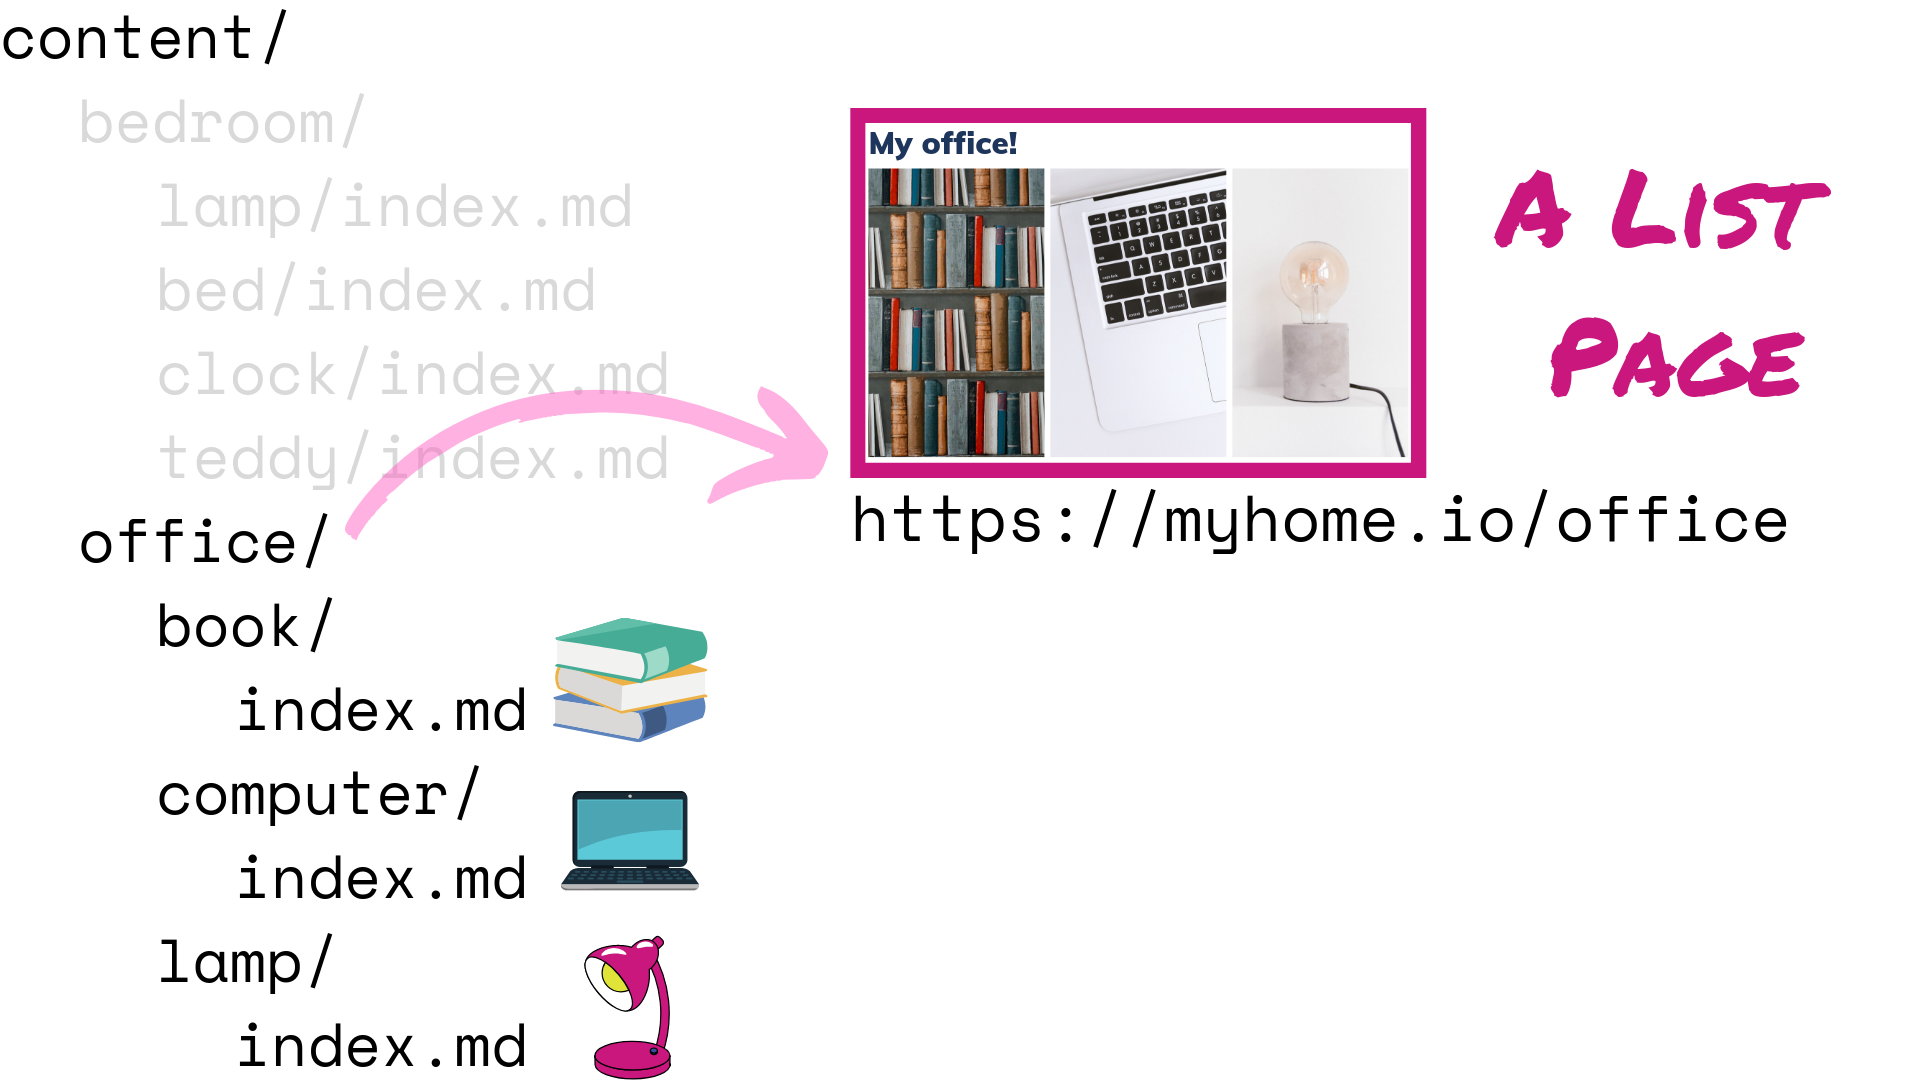 content/
bedroom/
lamp/index.md
bed/index.md
clock/index.md
teddy/index.md
office/
book/
index.md
computer/
index.md
lamp/
index.md
My office!
https://myhome.io/office
A List
Page